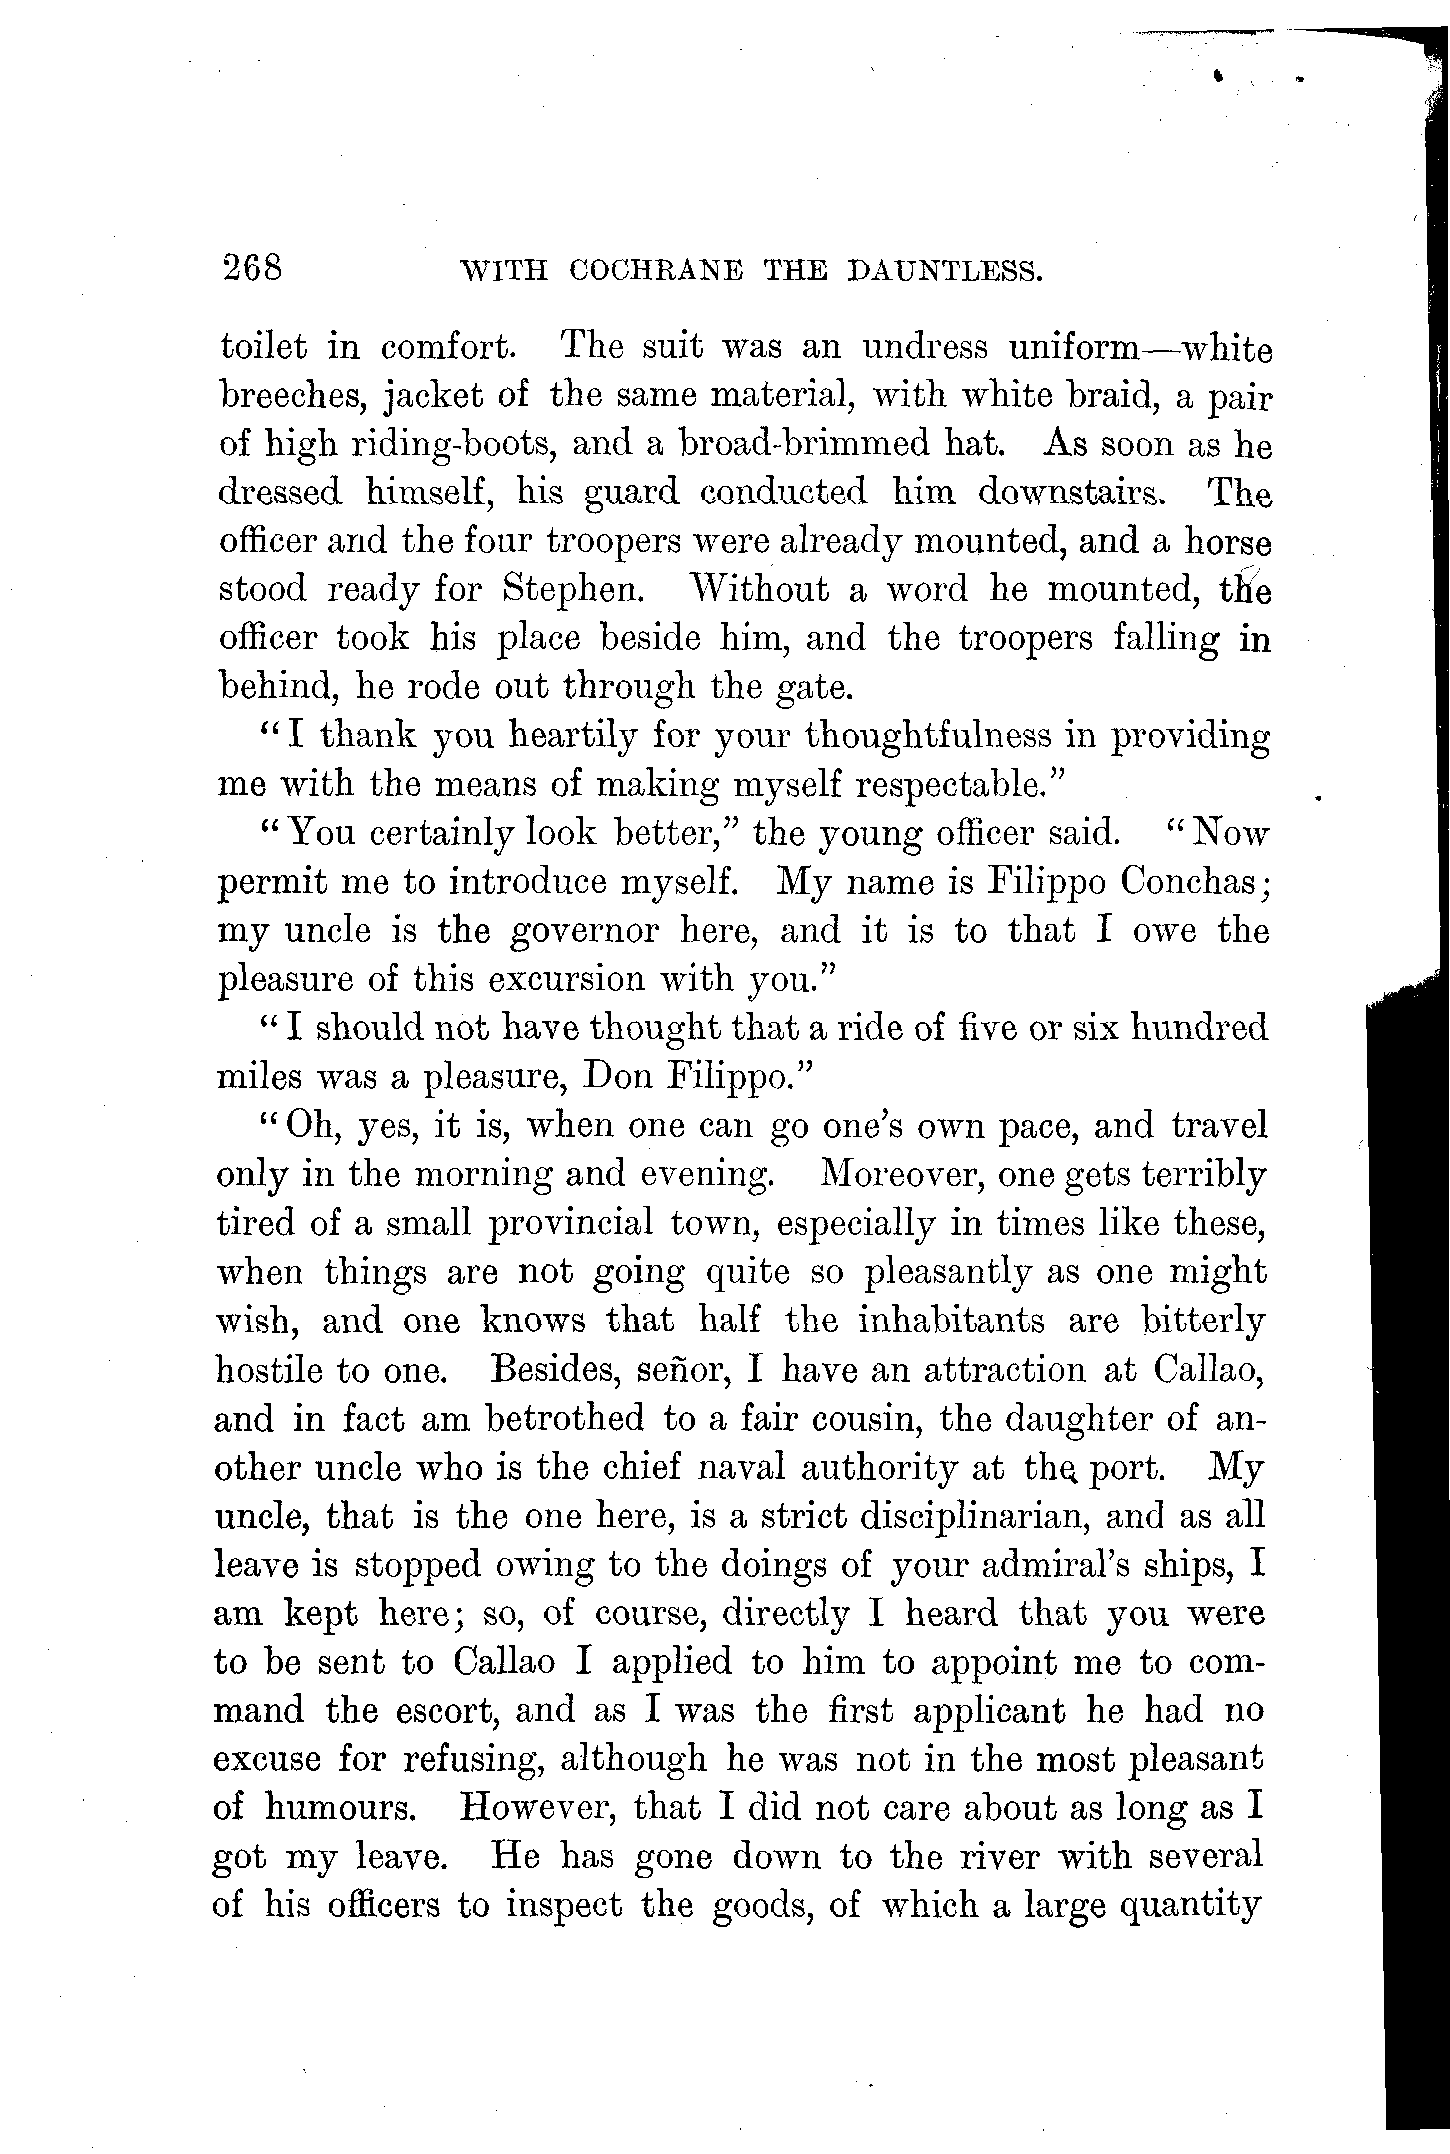 268 WITH COCHRANE THE DAUNTLESS.
toilet in comfort. The suit was an undress uniform—white
breeches, jacket of the same material, with white braid, a pair
of high riding-boots, and a broad-brimmed hat. As soon as he
dressed himself, his guard conducted him downstairs. The
officer and the four troopers were already mounted, and a horse
stood ready for Stephen. Without a word he mounted, the
officer took his place beside him, and the troopers falling in
behind, he rode out through the gate.
"I thank you heartily for your thoughtfulness in providing
me with the means of making myself respectable."
"You certainly look better," the young officer said. "Now
permit me to introduce myself. My name is Filippo Conchas;
my uncle is the governor here, and it is to that I owe the
pleasure of this excursion with you."
"I should not have thought that a ride of five or six hundred
miles was a pleasure, Don Filippo."
"Oh, yes, it is, when one can go one's own pace, and travel
only in the morning and evening. Moreover, one gets terribly
tired of a small provincial town, especially in times like these,
when things are not going quite so pleasantly as one might
wish, and one knows that half the inhabitants are bitterly
hostile to one. Besides, señor, I have an attraction at Callao,
and in fact am betrothed to a fair cousin, the daughter of an-
other uncle who is the chief naval authority at the port. My
uncle, that is the one here, is a strict disciplinarian, and as all
leave is stopped owing to the doings of your admiral's ships, I
am kept here; so, of course, directly I heard that you were
to be sent to Callao I applied to him to appoint me to com-
mand the escort, and as I was the first applicant he had no
excuse for refusing, although he was not in the most pleasant
of humours. However, that I did not care about as long as I
got my leave. He has gone down to the river with several
of his officers to inspect the goods, of which a large quantity